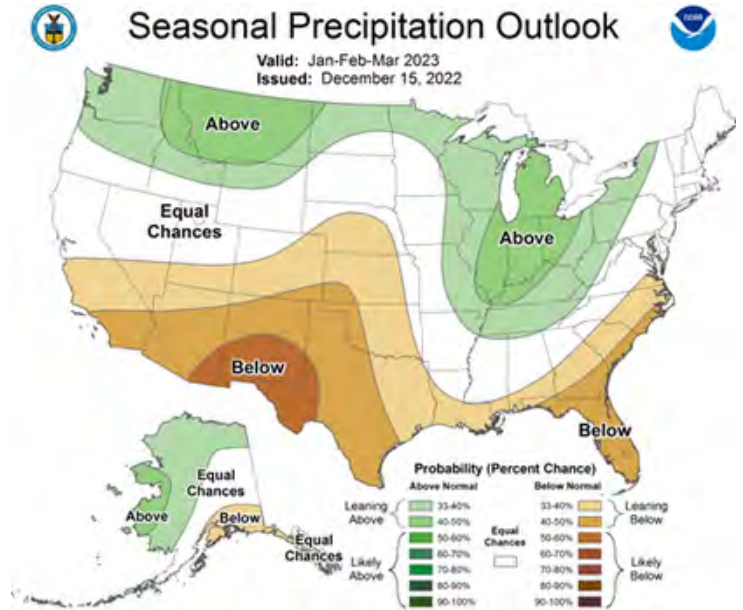 NOAA
Seasonal Precipitation Outlook
Valid: Jan-Feb-Mar 2023
Issued: December 15, 2022
Above
Equal
Chances
Above
Below
Below
Equal
Chances
Above
Below
Equal
Chances
Probability (Percent Chance)
Above Normal
Below Normal
Leaning
Above
33-40%
40-50%
50-60%
60-70%
70-80%
80-90%
90-100%
Likely
Above
Equal
Chances
33-40%
40-50%
50-60%
60-70%
70-80%
80-90%
90-100%
Leaning
Below
Likely
Below